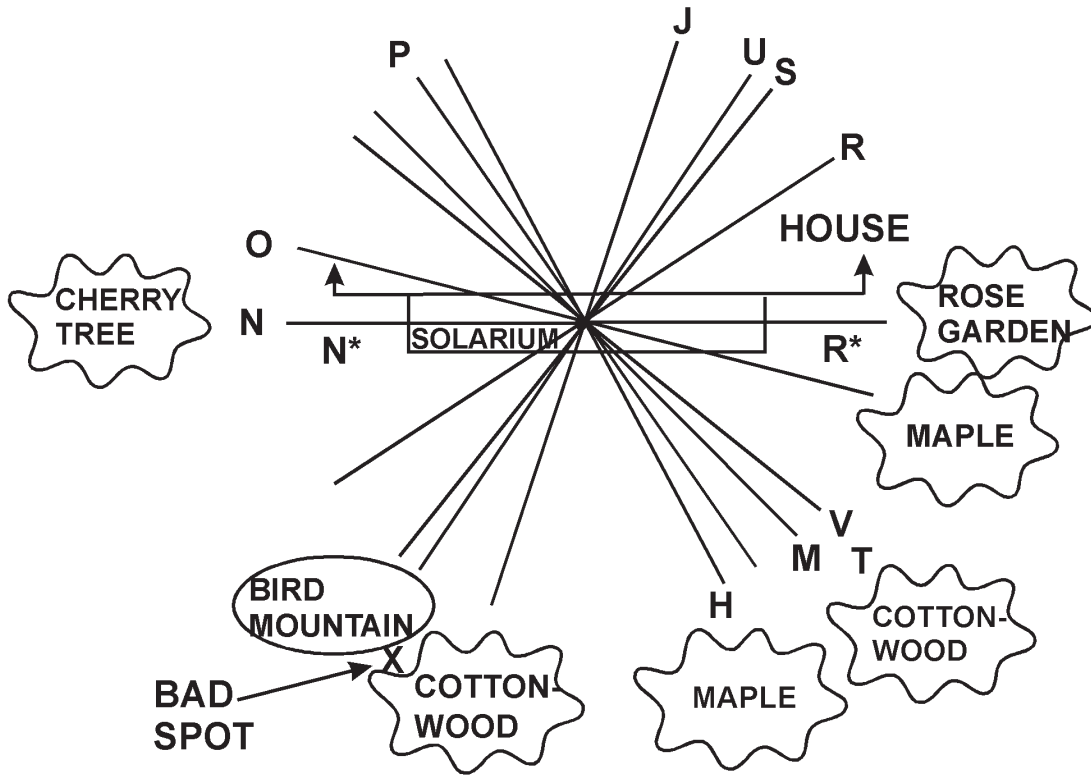 J
P
U
S
R
HOUSE
O
CHERRY
TREE
ROSE
GARDEN
N
N*
SOLARIUM
R*
MAPLE
V
M
T
BIRD
MOUNTAIN
H
COTTON-
WOOD
X
BAD
SPOT
COTTON-
WOOD
MAPLE